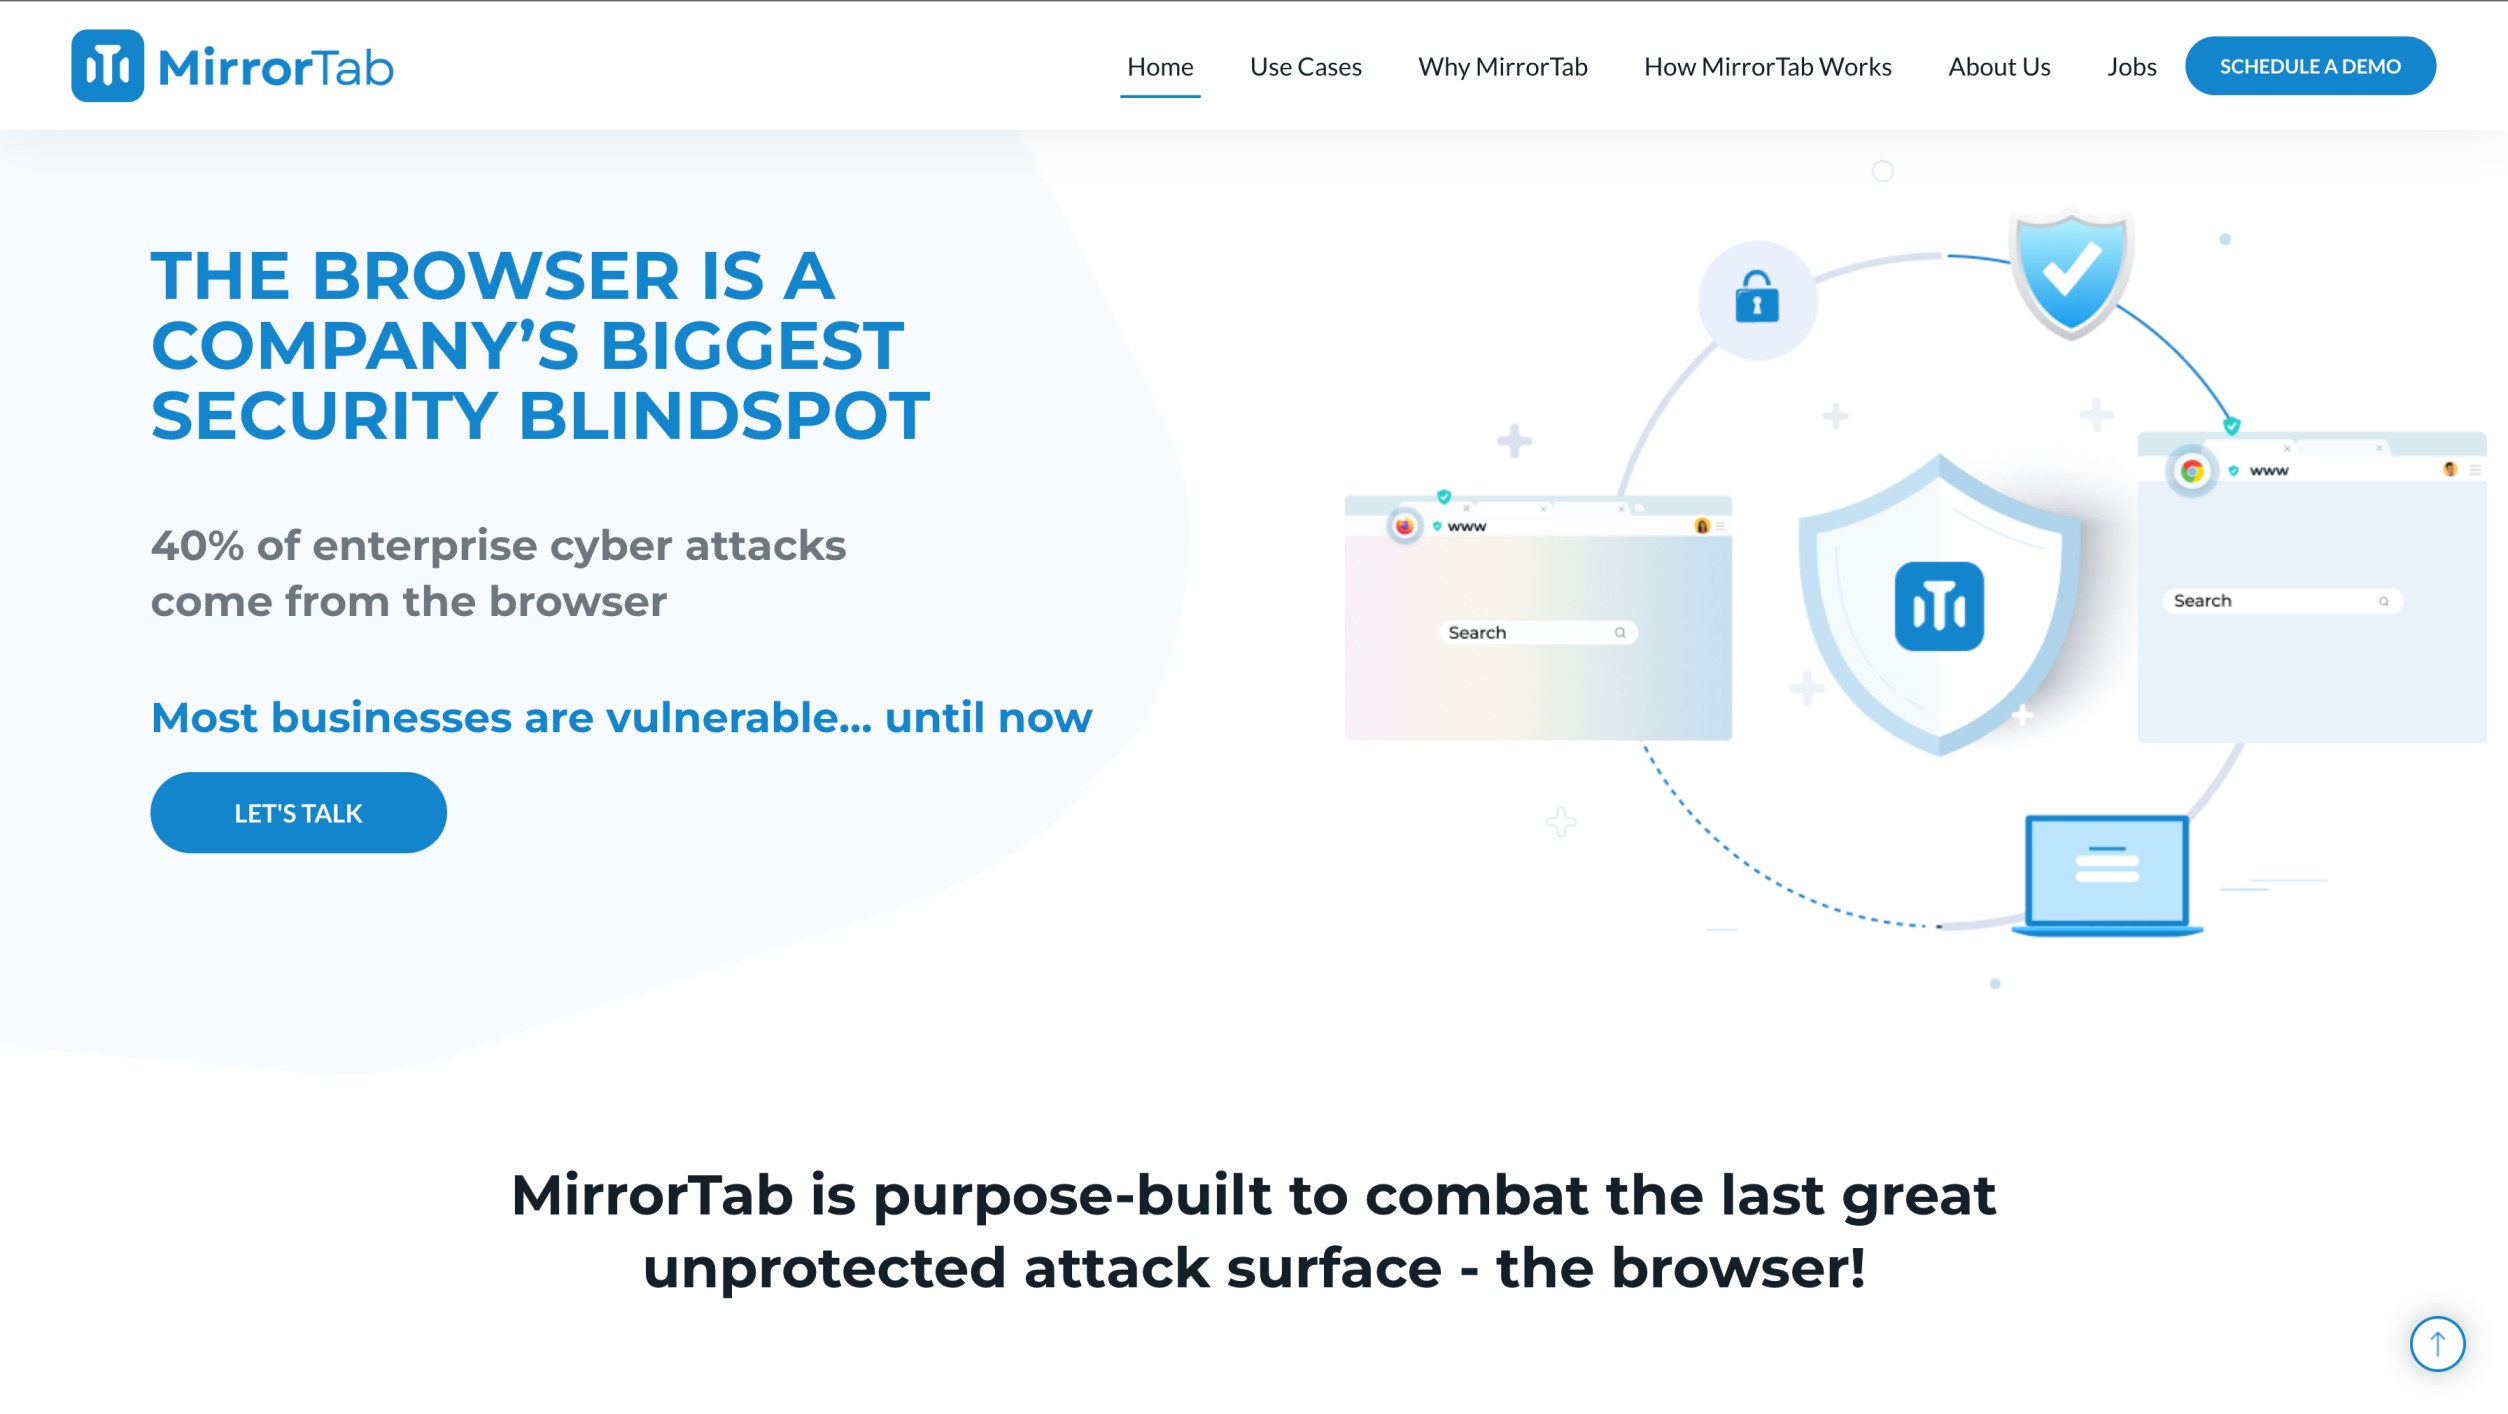 MirrorTab
Home
Use Cases
Why MirrorTab
How MirrorTab Works
About Us
Jobs
SCHEDULE A DEMO
THE BROWSER IS A
COMPANY’S BIGGEST
SECURITY BLINDSPOT
40% of enterprise cyber attacks
come from the browser
Most businesses are vulnerable... until now
LET'S TALK
www
Search
www
Search
MirrorTab is purpose-built to combat the last great
unprotected attack surface - the browser!